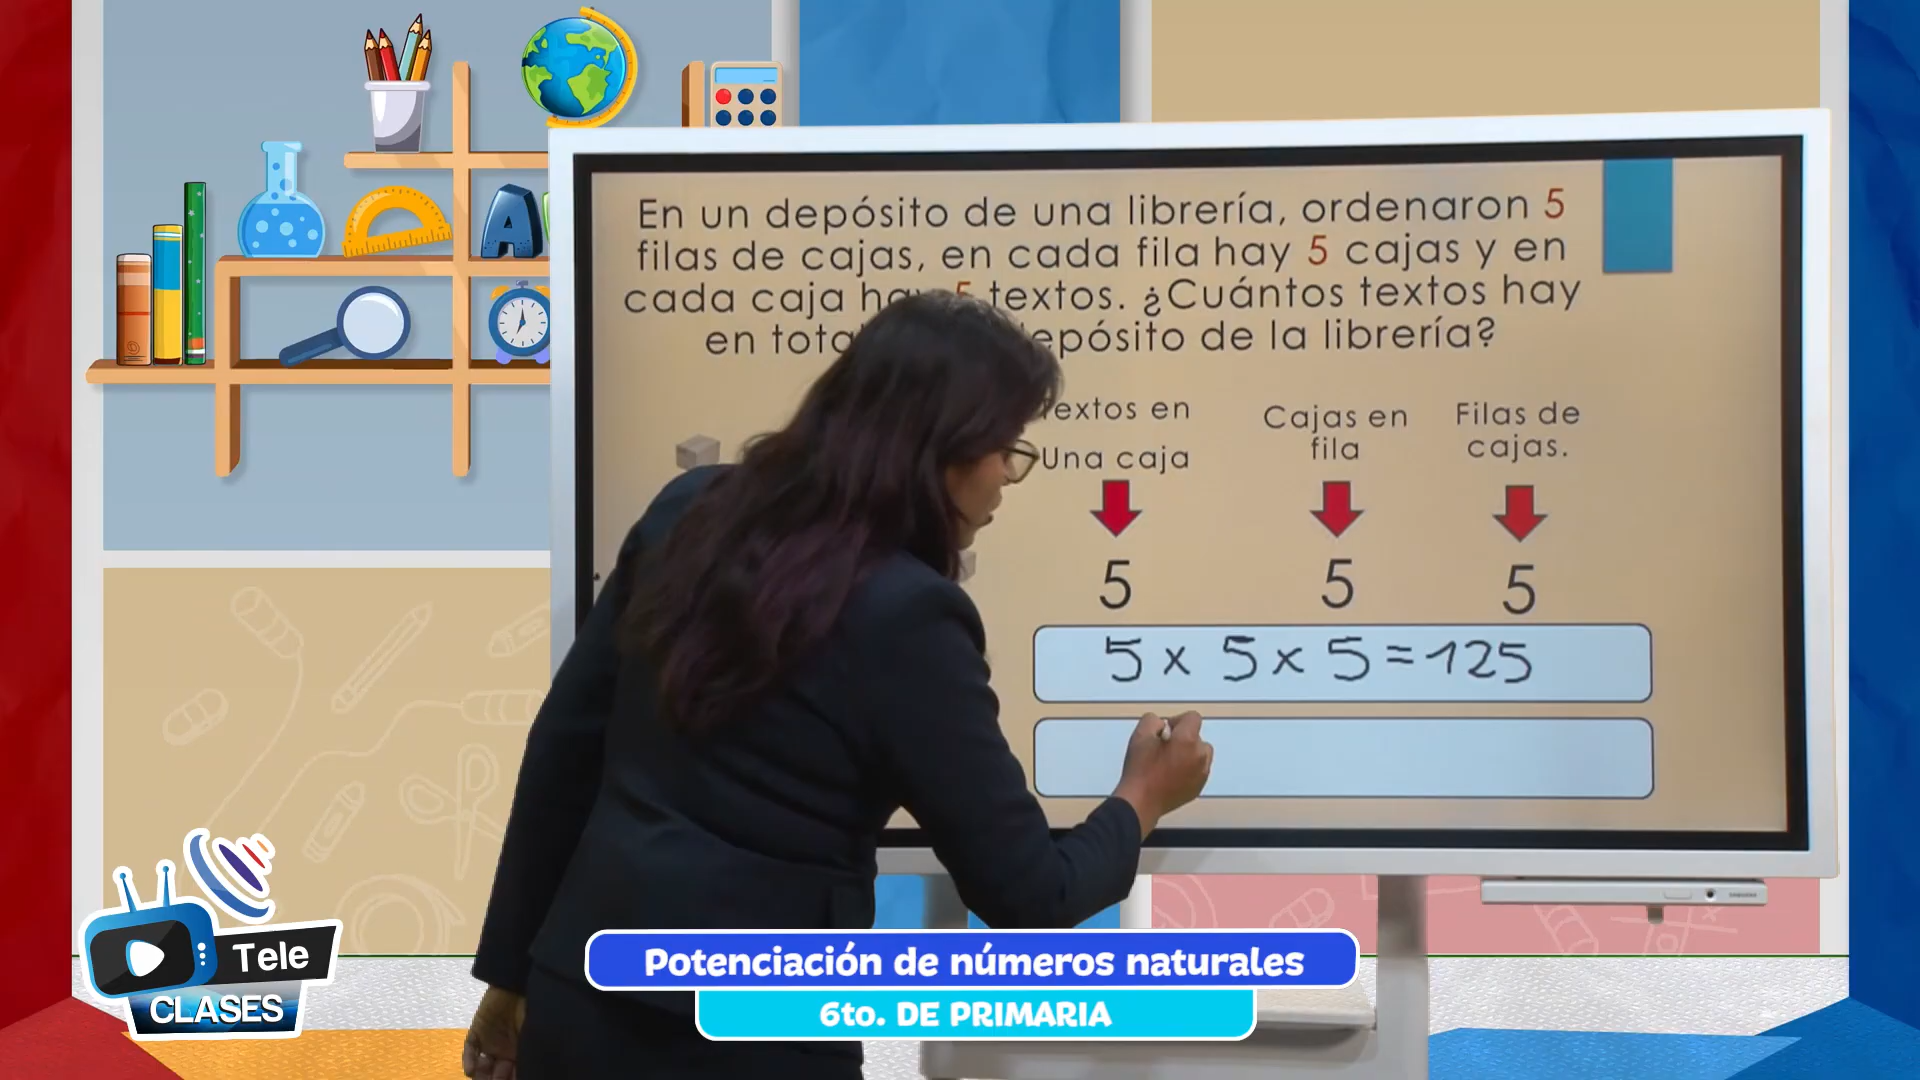 En un depósito de una librería, ordenaron 5
filas de cajas, en cada fila hay 5 cajas y en
cada caja 5 textos. ¿Cuántos textos hay
en de la librería?
en
Una caja
Cajas en
fila
Filas de
cajas.
5 5 5
5 x 5 x 5 = 125
Tele
CLASES
Potenciación de números naturales
6to. DE PRIMARIA
A